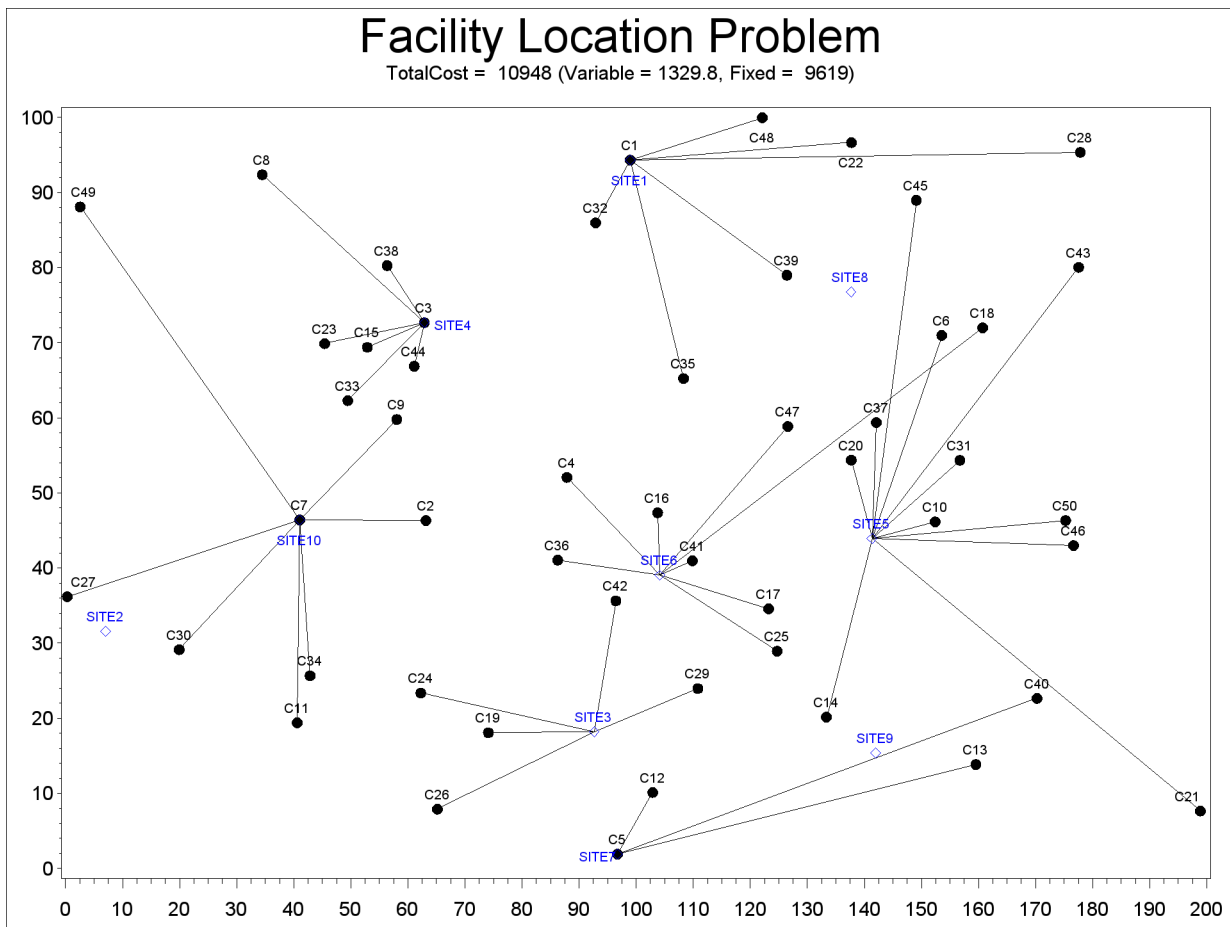 Facility Location Problem
TotalCost =  10948 (Variable = 1329.8, Fixed =  9619)
100
C1
C48
C28
C8
C22
90
C49
SITE1
C45
C32
80
C38
C39
C43
SITE8
C3
C18
70
C23
C15
SITE4
C6
C44
C35
60
C33
C9
C47
C37
50
C4
C20
C31
C7
C2
C16
C10
C50
SITE5
40
SITE10
C36
SITE6
C41
C46
C27
C42
C17
30
SITE2
C30
C34
C25
20
C24
C29
C40
C11
C19
SITE3
C14
SITE9
10
C26
C12
C13
C21
0
SITE7
C5
0 10 20 30 40 50 60 70 80 90 100 110 120 130 140 150 160 170 180 190 200